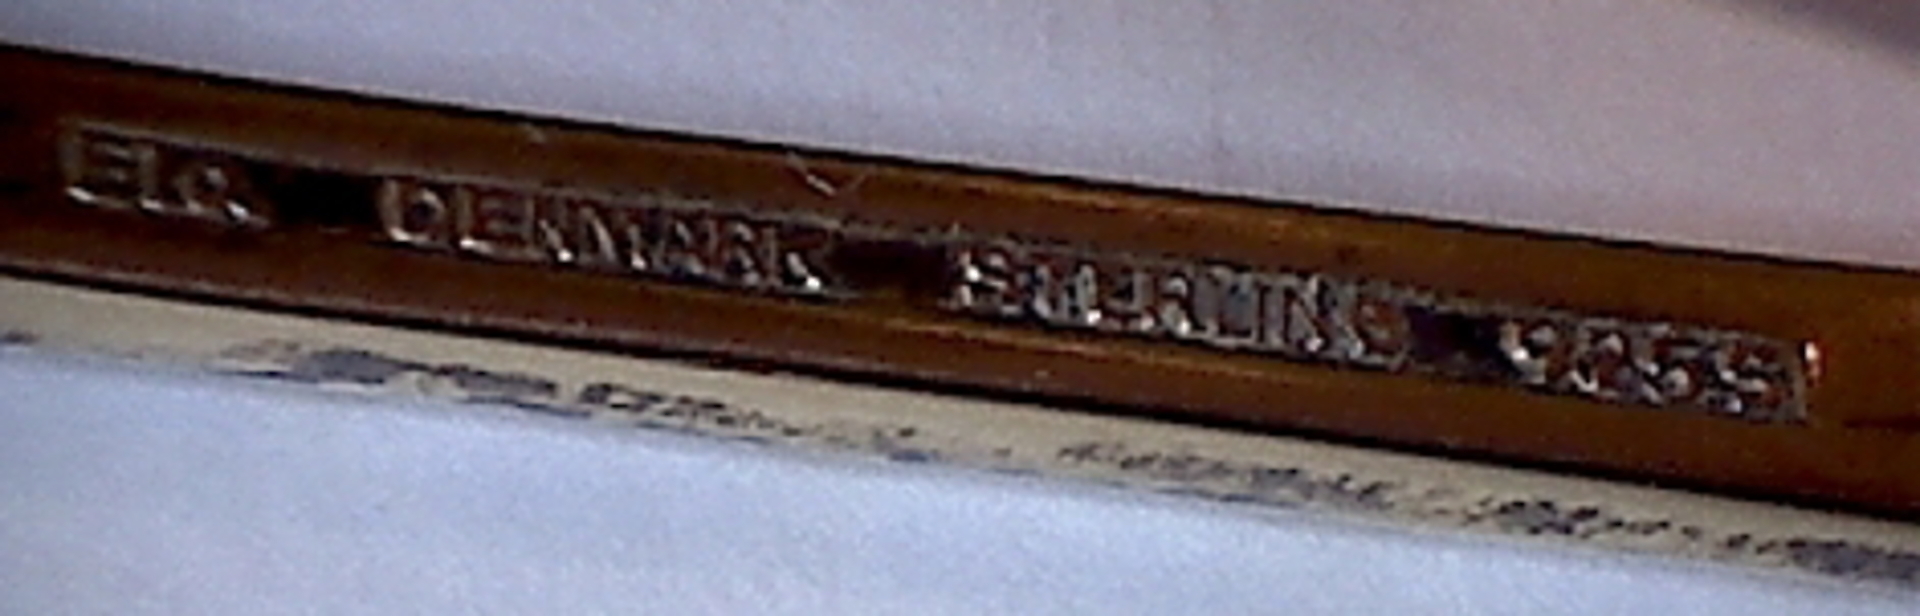 DENMARK STERLING 925S